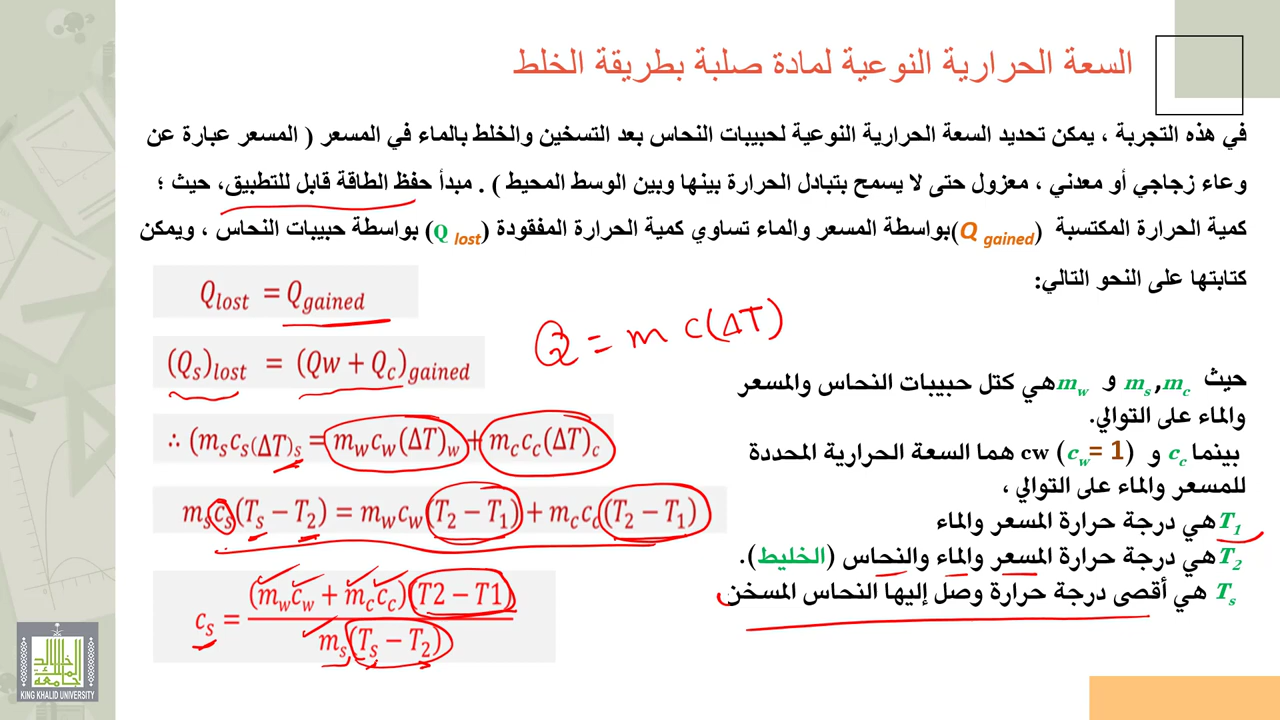 السعة الحرارية النوعية لمادة صلبة بطريقة الخلط
في هذه التجربة ، يمكن تحديد السعة الحرارية النوعية لحبيبات النحاس بعد التسخين والخلط بالماء في المسعر ( المسعر عبارة عن
وعاء زجاجي أو معدني ، معزول حتى لا يسمح بتبادل الحرارة بينها وبين الوسط المحيط ) . مبدأ حفظ الطاقة قابل للتطبيق، حيث ؛
كمية الحرارة المكتسبة (Q gained)بواسطة المسعر والماء تساوي كمية الحرارة المفقودة (Q lost) بواسطة حبيبات النحاس ، ويمكن
كتابتها على النحو التالي:
Q_lost = Q_gained
Q = m c(ΔT)
(Q_s)_lost = (Qw + Q_c)_gained
∴ (m_s c_s(ΔT)_s = m_w c_w(ΔT)_w + m_c c_c(ΔT)_c
m_s c_s(T_s − T_2) = m_w c_w(T_2 − T_1) + m_c c_c(T_2 − T_1)
c_s = (m_w c_w + m_c c_c)(T2 − T1) / m_s(T_s − T_2)
حيث m_s ,m_c و m_wهي كتل حبيبات النحاس والمسعر
والماء على التوالي.
بينما c_c و cw (c_w= 1) هما السعة الحرارية المحددة
للمسعر والماء على التوالي ،
T_1هي درجة حرارة المسعر والماء
T_2هي درجة حرارة المسعر والماء والنحاس (الخليط).
T_s هي أقصى درجة حرارة وصل إليها النحاس المسخن
جامعة الملك خالد
KING KHALID UNIVERSITY